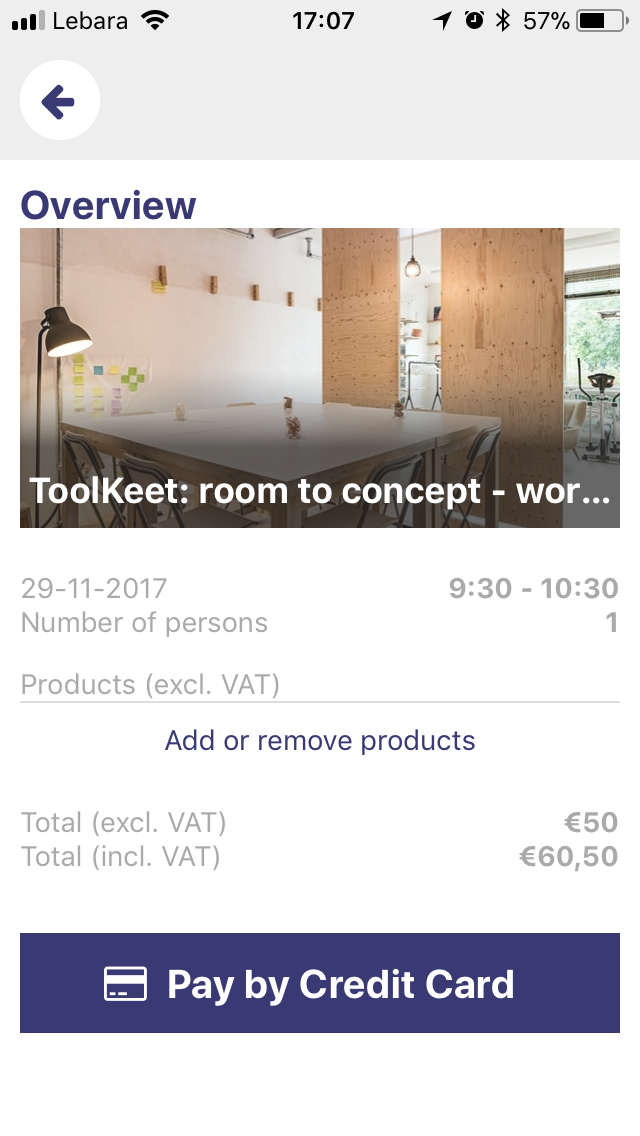 Lebara 17:07 57%
Overview
ToolKeet: room to concept - wor...
29-11-2017 9:30 - 10:30
Number of persons 1
Products (excl. VAT)
Add or remove products
Total (excl. VAT) €50
Total (incl. VAT) €60,50
Pay by Credit Card